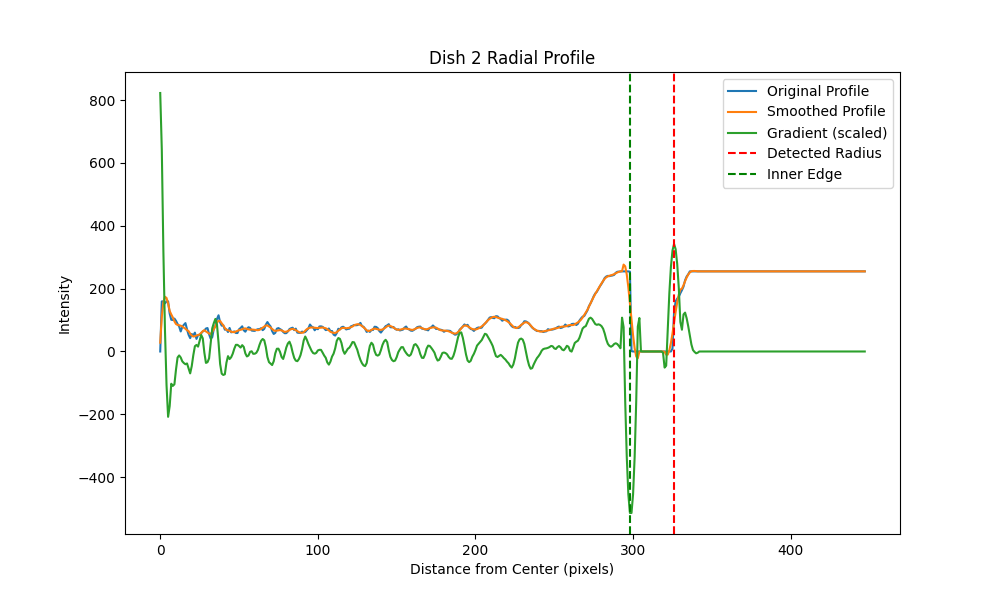 Dish 2 Radial Profile
Original Profile
Smoothed Profile
Gradient (scaled)
Detected Radius
Inner Edge
800
600
400
200
0
−200
−400
Intensity
0 100 200 300 400
Distance from Center (pixels)